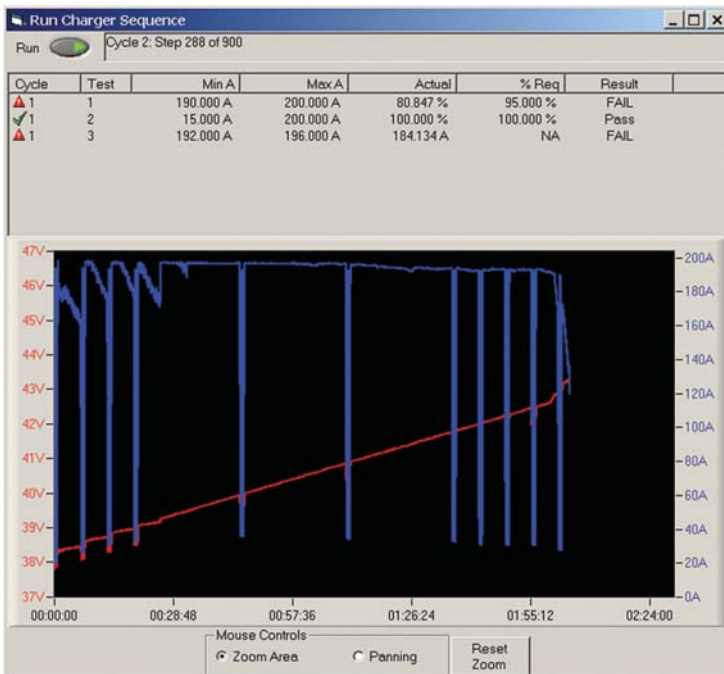 Run Charger Sequence
Run
Cycle 2: Step 288 of 900
Cycle Test Min A Max A Actual % Req Result
1 1 190.000 A 200.000 A 80.847 % 95.000 % FAIL
1 2 15.000 A 200.000 A 100.000 % 100.000 % Pass
1 3 192.000 A 196.000 A 184.134 A NA FAIL
47V
46V
45V
44V
43V
42V
41V
40V
39V
38V
37V
200A
180A
160A
140A
120A
100A
80A
60A
40A
20A
0A
00:00:00 00:28:48 00:57:36 01:26:24 01:55:12 02:24:00
Mouse Controls
Zoom Area Panning
Reset
Zoom